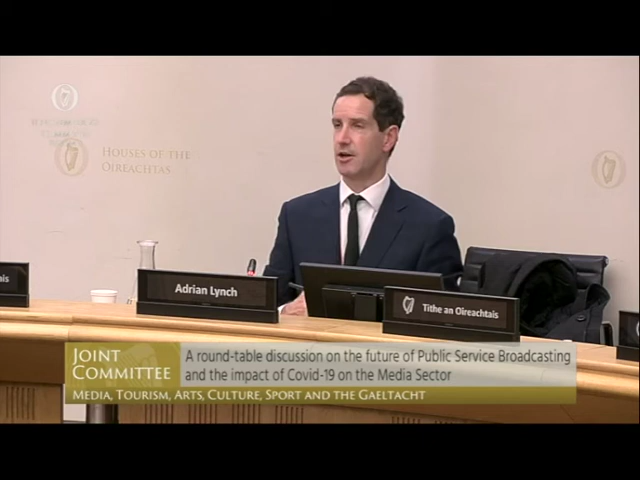 HOUSES OF THE
OIREACHTAS
ais
Adrian Lynch
Tithe an Oireachtais
JOINT
COMMITTEE
A round-table discussion on the future of Public Service Broadcasting
and the impact of Covid-19 on the Media Sector
MEDIA, TOURISM, ARTS, CULTURE, SPORT AND THE GAELTACHT